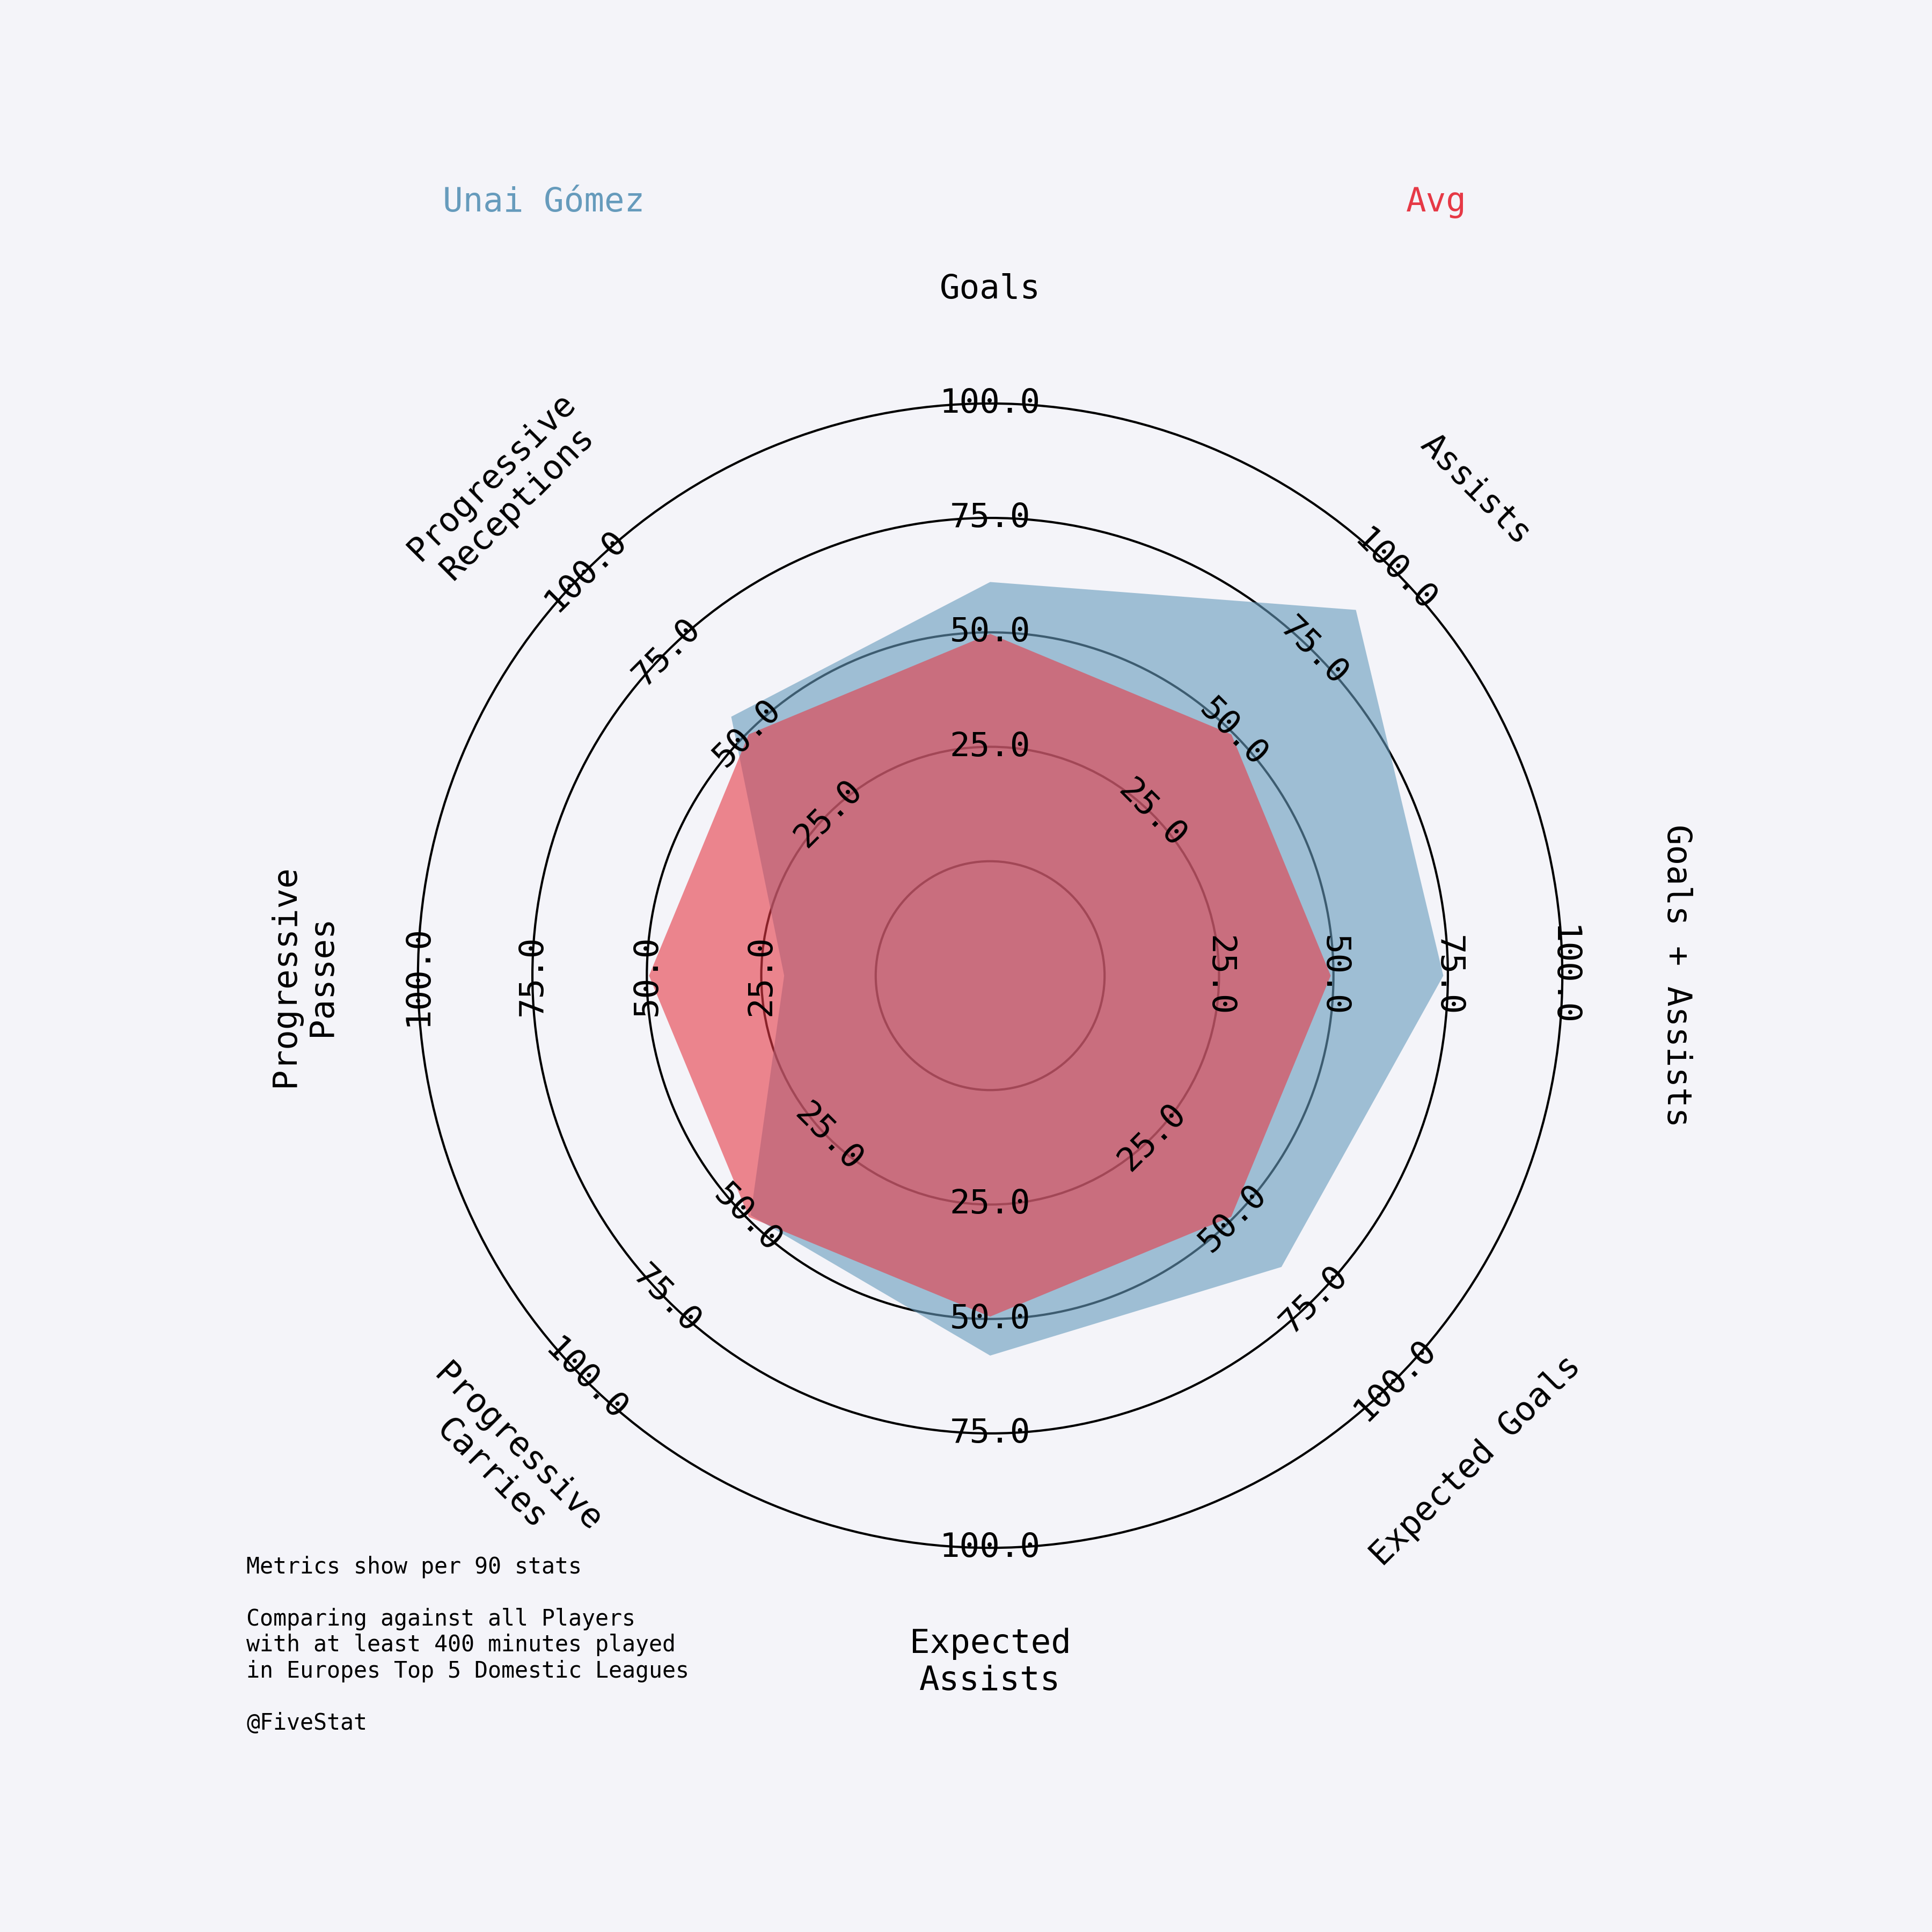 Unai Gómez
Avg
Goals
Assists
Goals + Assists
Expected Goals
Expected
Assists
Progressive
Carries
Progressive
Passes
Progressive
Receptions
100.0
75.0
50.0
25.0
100.0
75.0
50.0
25.0
100.0
75.0
50.0
25.0
100.0
75.0
50.0
25.0
100.0
75.0
50.0
25.0
100.0
75.0
50.0
25.0
100.0
75.0
50.0
25.0
100.0
75.0
50.0
25.0
Metrics show per 90 stats
Comparing against all Players
with at least 400 minutes played
in Europes Top 5 Domestic Leagues
@FiveStat